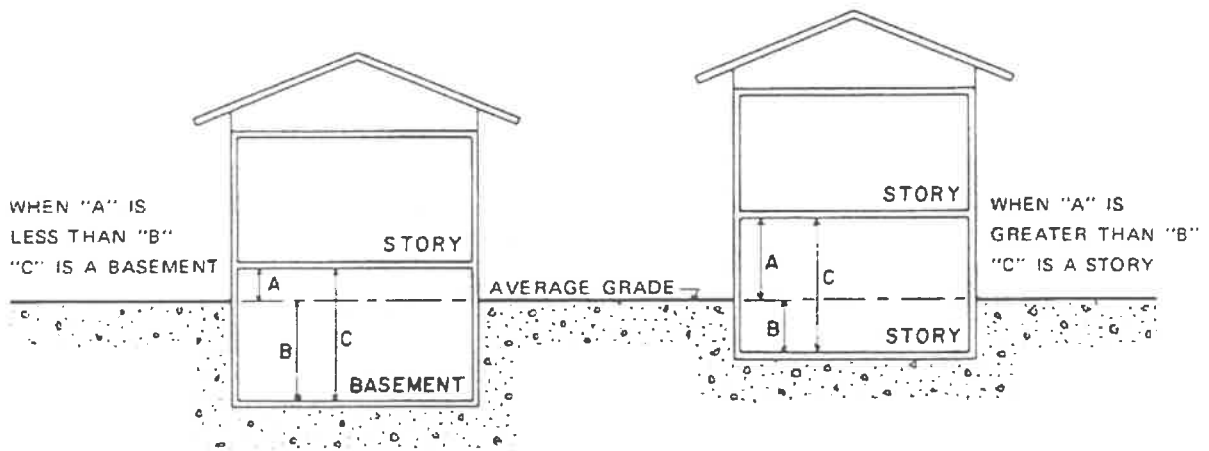 WHEN "A" IS
LESS THAN "B"
"C" IS A BASEMENT
STORY
A
B
C
BASEMENT
AVERAGE GRADE
STORY
A
C
B
STORY
WHEN "A" IS
GREATER THAN "B"
"C" IS A STORY